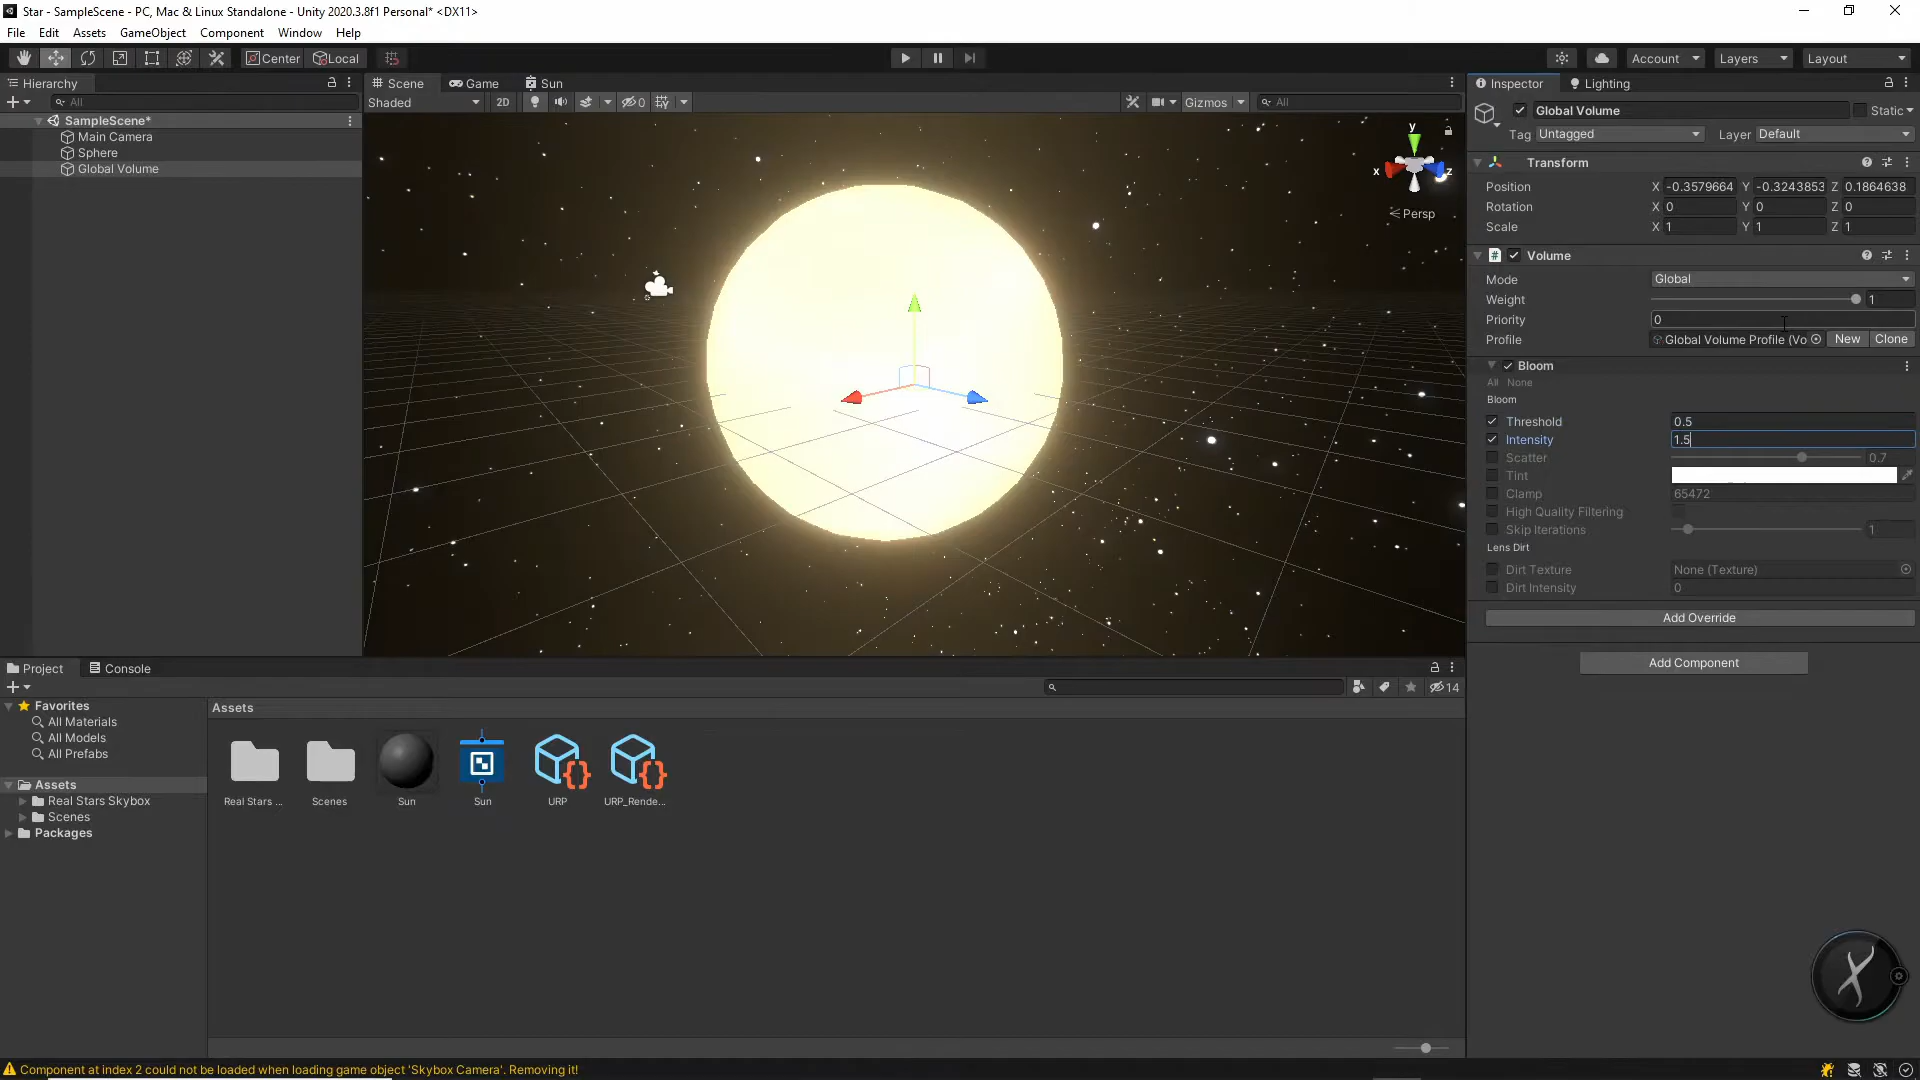 Star - SampleScene - PC, Mac & Linux Standalone - Unity 2020.3.8f1 Personal* <DX11>
File Edit Assets GameObject Component Window Help
Center Local Account Layers Layout
Hierarchy
All
SampleScene*
Main Camera
Sphere
Global Volume
Scene Game Sun
Shaded 2D 0 Gizmos All
y
x z
Persp
Inspector Lighting
Global Volume Static
Tag Untagged Layer Default
Transform
Position X -0.3579664 Y -0.3243853 Z 0.1864638
Rotation X 0 Y 0 Z 0
Scale X 1 Y 1 Z 1
Volume
Mode Global
Weight 1
Priority 0
Profile Global Volume Profile (Vo New Clone
Bloom
All None
Bloom
Threshold 0.5
Intensity 1.5
Scatter 0.7
Tint
Clamp 65472
High Quality Filtering
Skip Iterations 1
Lens Dirt
Dirt Texture None (Texture)
Dirt Intensity 0
Add Override
Add Component
Project Console
14
Favorites
All Materials
All Models
All Prefabs
Assets
Real Stars Skybox
Scenes
Packages
Assets
Real Stars ... Scenes Sun Sun URP URP_Rende...
Component at index 2 could not be loaded when loading game object 'Skybox Camera'. Removing it!